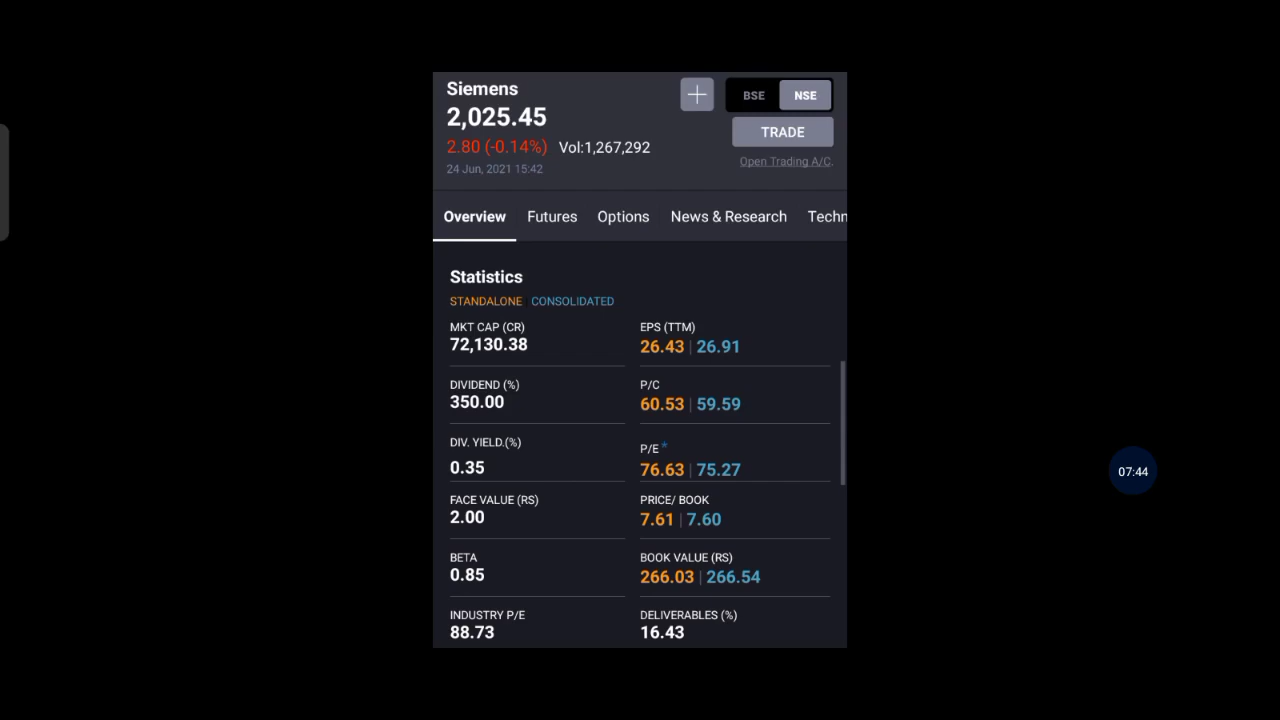 Siemens
BSE NSE
2,025.45
TRADE
2.80 (-0.14%) Vol:1,267,292
Open Trading A/C.
24 Jun, 2021 15:42
Overview Futures Options News & Research Techn
Statistics
STANDALONE | CONSOLIDATED
MKT CAP (CR) EPS (TTM)
72,130.38 26.43 | 26.91
DIVIDEND (%) P/C
350.00 60.53 | 59.59
DIV. YIELD.(%) P/E*
0.35 76.63 | 75.27
FACE VALUE (RS) PRICE/ BOOK
2.00 7.61 | 7.60
BETA BOOK VALUE (RS)
0.85 266.03 | 266.54
INDUSTRY P/E DELIVERABLES (%)
88.73 16.43
07:44